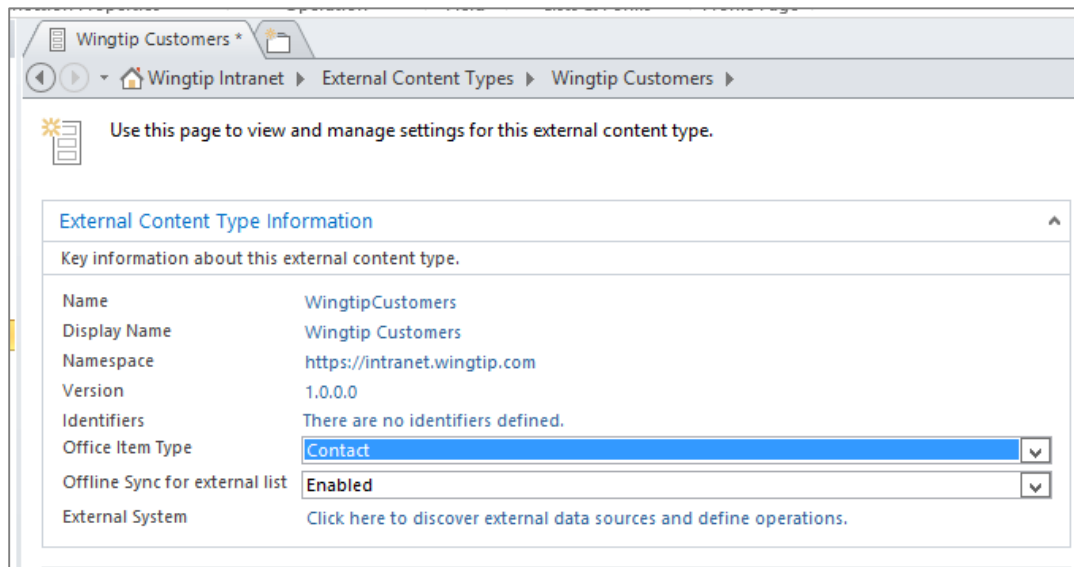 Wingtip Customers *
Wingtip Intranet External Content Types Wingtip Customers
Use this page to view and manage settings for this external content type.
External Content Type Information
Key information about this external content type.
Name WingtipCustomers
Display Name Wingtip Customers
Namespace https://intranet.wingtip.com
Version 1.0.0.0
Identifiers There are no identifiers defined.
Office Item Type Contact
Offline Sync for external list Enabled
External System Click here to discover external data sources and define operations.